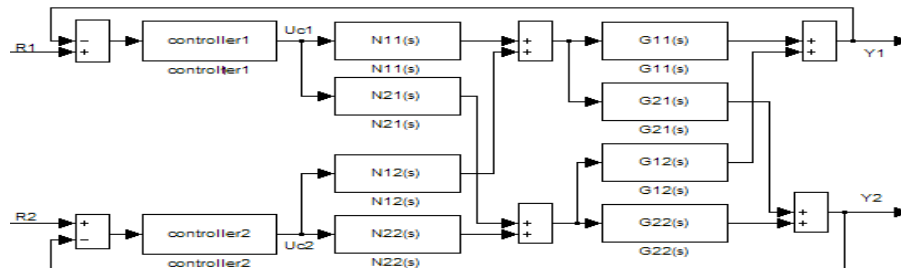 Uc1
R1
controller1
controller1
N11(s)
N11(s)
G11(s)
G11(s)
Y1
N21(s)
N21(s)
G21(s)
G21(s)
N12(s)
N12(s)
G12(s)
G12(s)
R2
controller2
controller2
Uc2
N22(s)
N22(s)
G22(s)
G22(s)
Y2